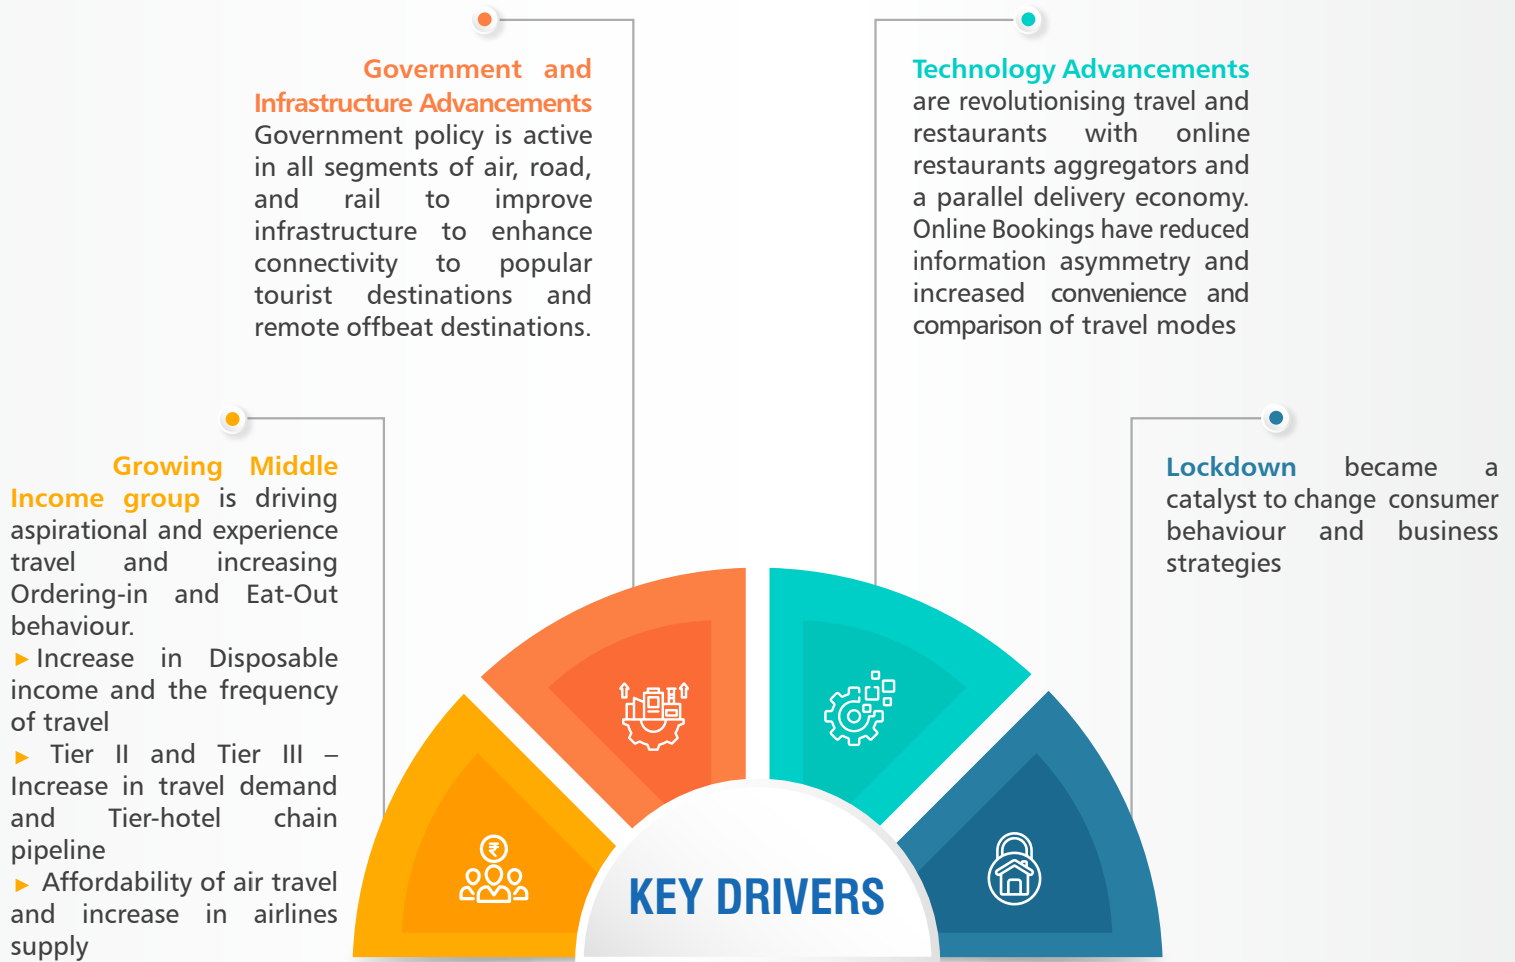 Government and
Infrastructure Advancements
Government policy is active
in all segments of air, road,
and rail to improve
infrastructure to enhance
connectivity to popular
tourist destinations and
remote offbeat destinations.
Technology Advancements
are revolutionising travel and
restaurants with online
restaurants aggregators and
a parallel delivery economy.
Online Bookings have reduced
information asymmetry and
increased convenience and
comparison of travel modes
Growing Middle
Income group is driving
aspirational and experience
travel and increasing
Ordering-in and Eat-Out
behaviour.
► Increase in Disposable
income and the frequency
of travel
► Tier II and Tier III –
Increase in travel demand
and Tier-hotel chain
pipeline
► Affordability of air travel
and increase in airlines
supply
Lockdown became a
catalyst to change consumer
behaviour and business
strategies
₹
KEY DRIVERS